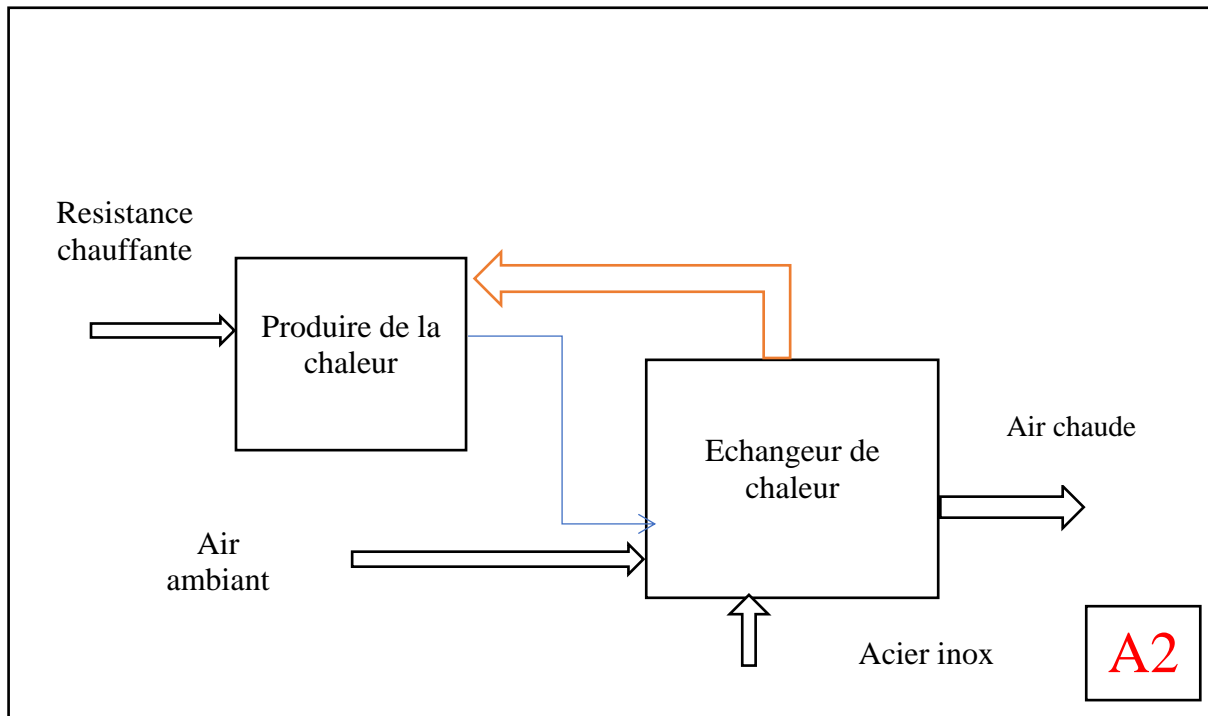 Resistance
chauffante
Produire de la
chaleur
Echangeur de
chaleur
Air chaude
Air
ambiant
Acier inox
A2